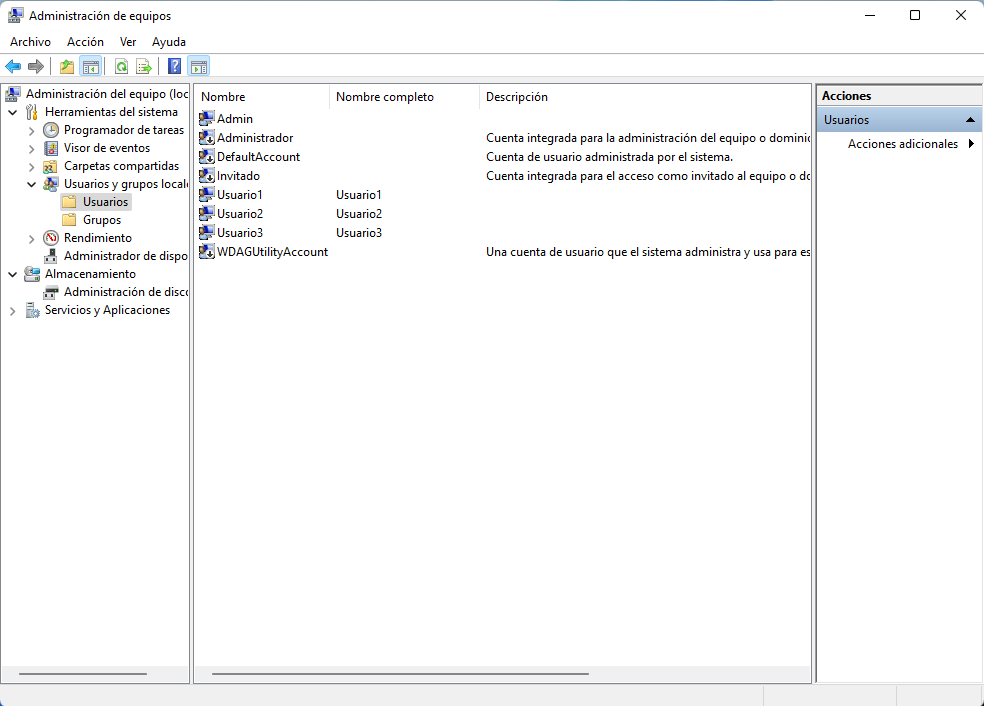 Administración de equipos
Archivo Acción Ver Ayuda
Administración del equipo (loc
Herramientas del sistema
Programador de tareas
Visor de eventos
Carpetas compartidas
Usuarios y grupos locale
Usuarios
Grupos
Rendimiento
Administrador de dispo
Almacenamiento
Administración de disco
Servicios y Aplicaciones
Nombre Nombre completo Descripción
Admin
Administrador Cuenta integrada para la administración del equipo o dominio
DefaultAccount Cuenta de usuario administrada por el sistema.
Invitado Cuenta integrada para el acceso como invitado al equipo o do
Usuario1 Usuario1
Usuario2 Usuario2
Usuario3 Usuario3
WDAGUtilityAccount Una cuenta de usuario que el sistema administra y usa para es
Acciones
Usuarios
Acciones adicionales